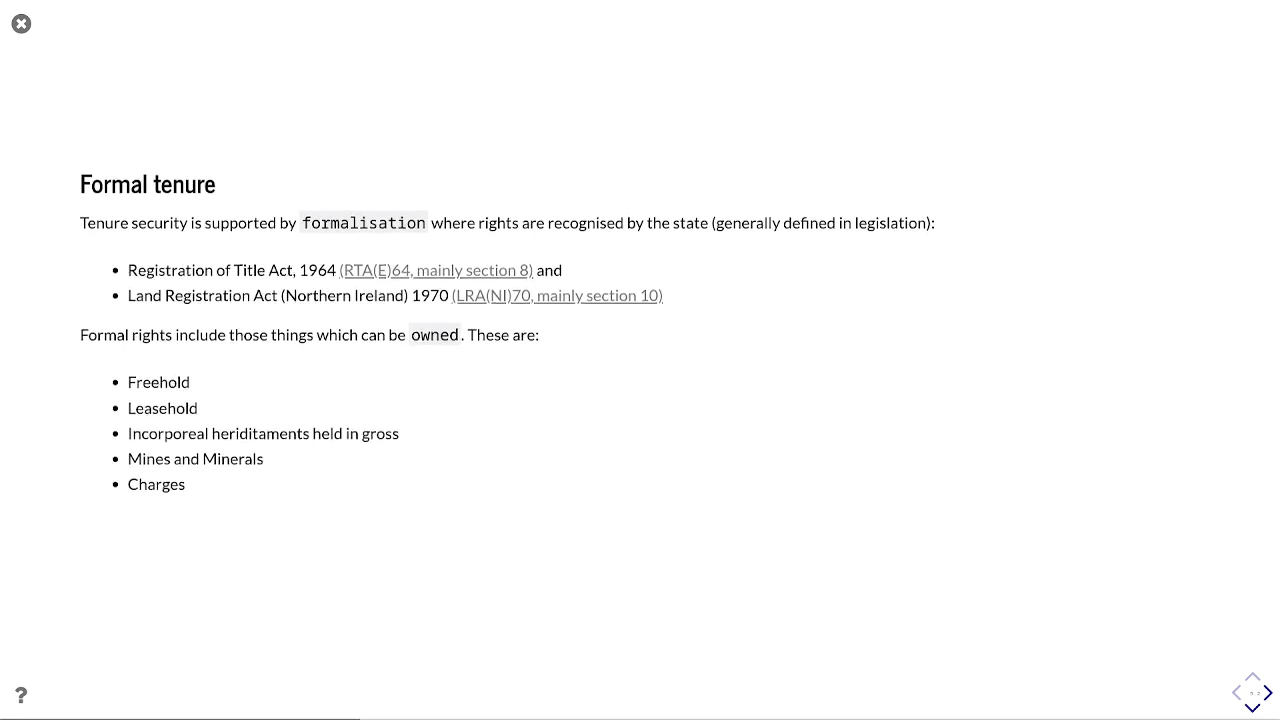 Formal tenure
Tenure security is supported by formalisation where rights are recognised by the state (generally defined in legislation):
Registration of Title Act, 1964 (RTA(E)64, mainly section 8) and
Land Registration Act (Northern Ireland) 1970 (LRA(NI)70, mainly section 10)
Formal rights include those things which can be owned. These are:
Freehold
Leasehold
Incorporeal heriditaments held in gross
Mines and Minerals
Charges
?